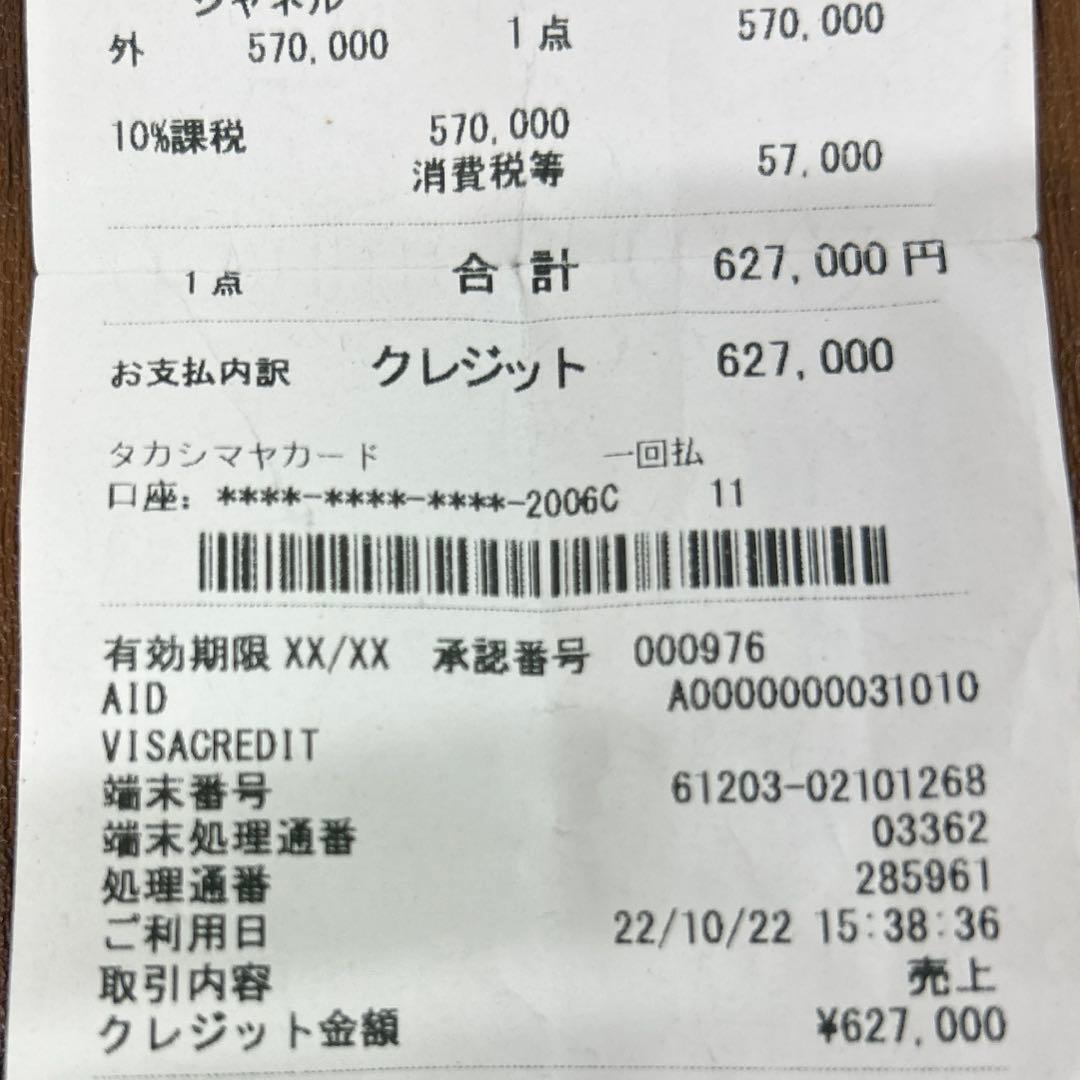 シャネル
外 570,000 1点 570,000
10%課税 570,000
消費税等 57,000
1点 合計 627,000円
お支払内訳 クレジット 627,000
タカシマヤカード 一回払
口座: ****-****-****-2006C 11
有効期限 XX/XX 承認番号 000976
AID A0000000031010
VISACREDIT
端末番号 61203-02101268
端末処理通番 03362
処理通番 285961
ご利用日 22/10/22 15:38:36
取引内容 売上
クレジット金額 ¥627,000